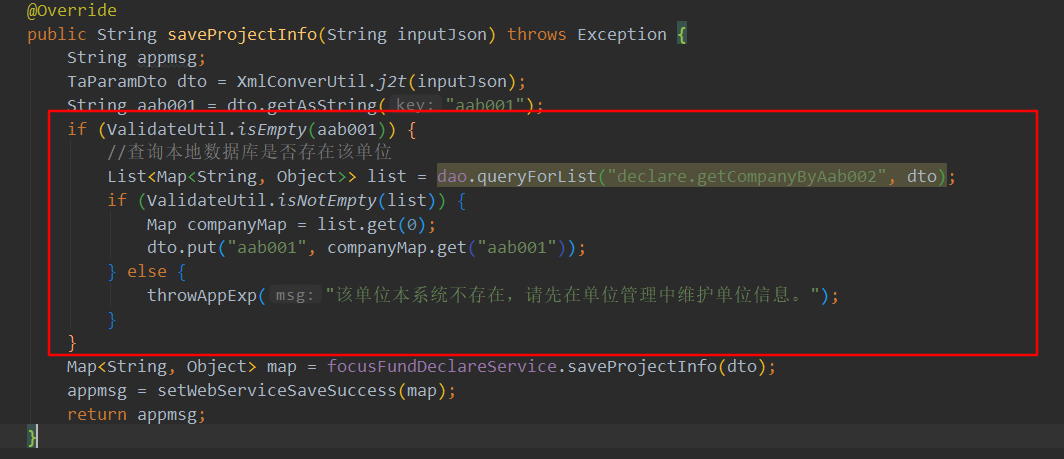 @Override
public String saveProjectInfo(String inputJson) throws Exception {
String appmsg;
TaParamDto dto = XmlConverUtil.j2t(inputJson);
String aab001 = dto.getAsString( key: "aab001");
if (ValidateUtil.isEmpty(aab001)) {
//查询本地数据库是否存在该单位
List<Map<String, Object>> list = dao.queryForList("declare.getCompanyByAab002", dto);
if (ValidateUtil.isNotEmpty(list)) {
Map companyMap = list.get(0);
dto.put("aab001", companyMap.get("aab001"));
} else {
throwAppExp( msg: "该单位本系统不存在，请先在单位管理中维护单位信息。");
}
}
Map<String, Object> map = focusFundDeclareService.saveProjectInfo(dto);
appmsg = setWebServiceSaveSuccess(map);
return appmsg;
}